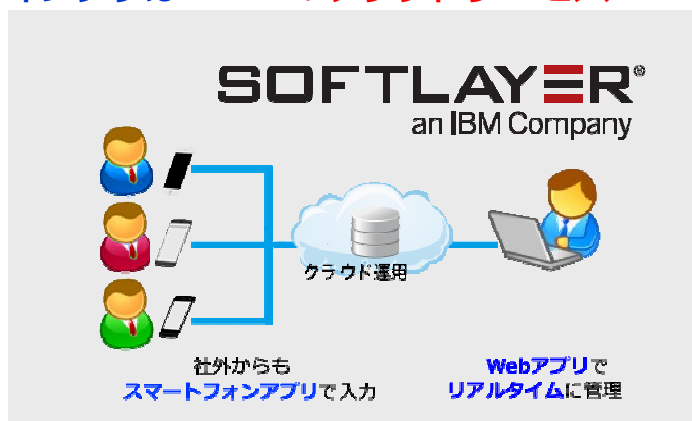 SOFTLAYER®
an IBM Company
クラウド運用
社外からも
スマートフォンアプリで入力
Webアプリで
リアルタイムに管理